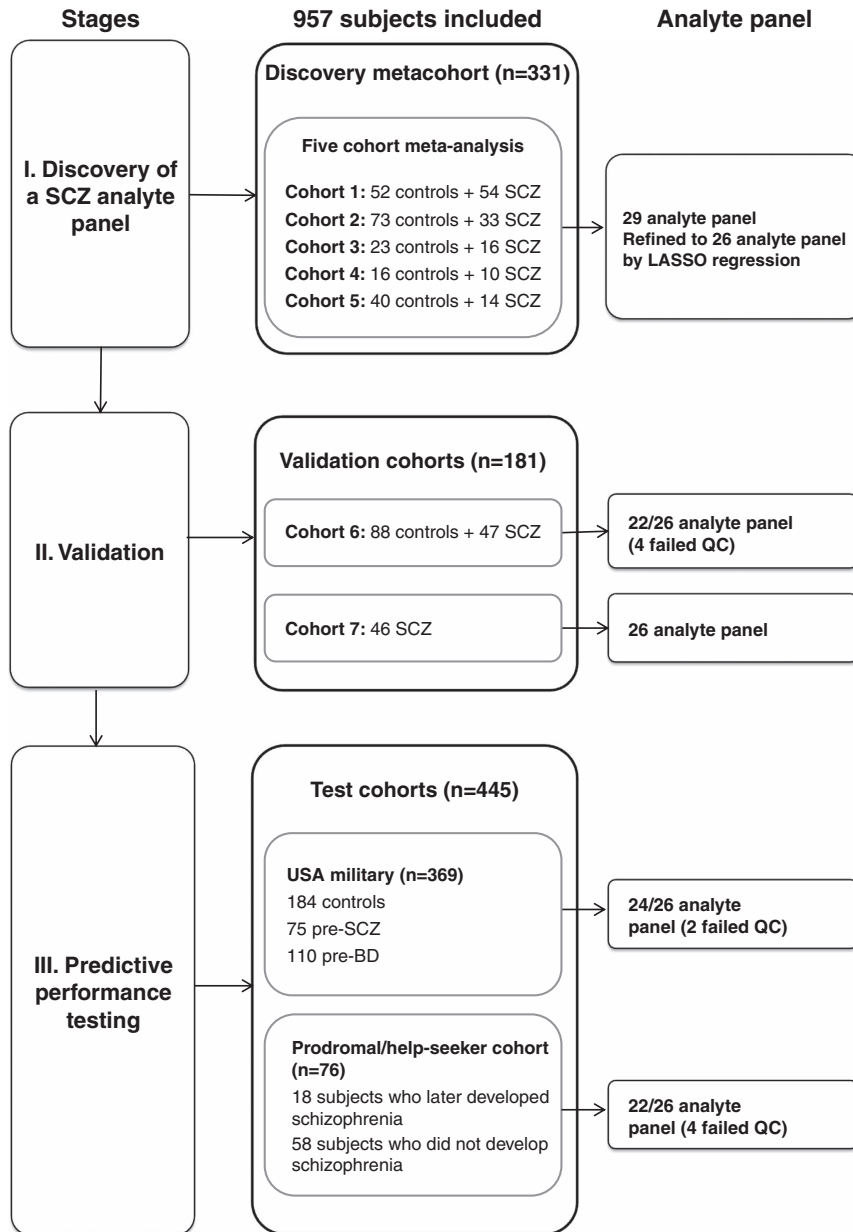 Stages
957 subjects included
Analyte panel
I. Discovery of
a SCZ analyte
panel
Discovery metacohort (n=331)
Five cohort meta-analysis
Cohort 1: 52 controls + 54 SCZ
Cohort 2: 73 controls + 33 SCZ
Cohort 3: 23 controls + 16 SCZ
Cohort 4: 16 controls + 10 SCZ
Cohort 5: 40 controls + 14 SCZ
29 analyte panel
Refined to 26 analyte panel
by LASSO regression
II. Validation
Validation cohorts (n=181)
Cohort 6: 88 controls + 47 SCZ
22/26 analyte panel
(4 failed QC)
Cohort 7: 46 SCZ
26 analyte panel
III. Predictive
performance
testing
Test cohorts (n=445)
USA military (n=369)
184 controls
75 pre-SCZ
110 pre-BD
24/26 analyte
panel (2 failed QC)
Prodromal/help-seeker cohort
(n=76)
18 subjects who later developed
schizophrenia
58 subjects who did not develop
schizophrenia
22/26 analyte
panel (4 failed QC)